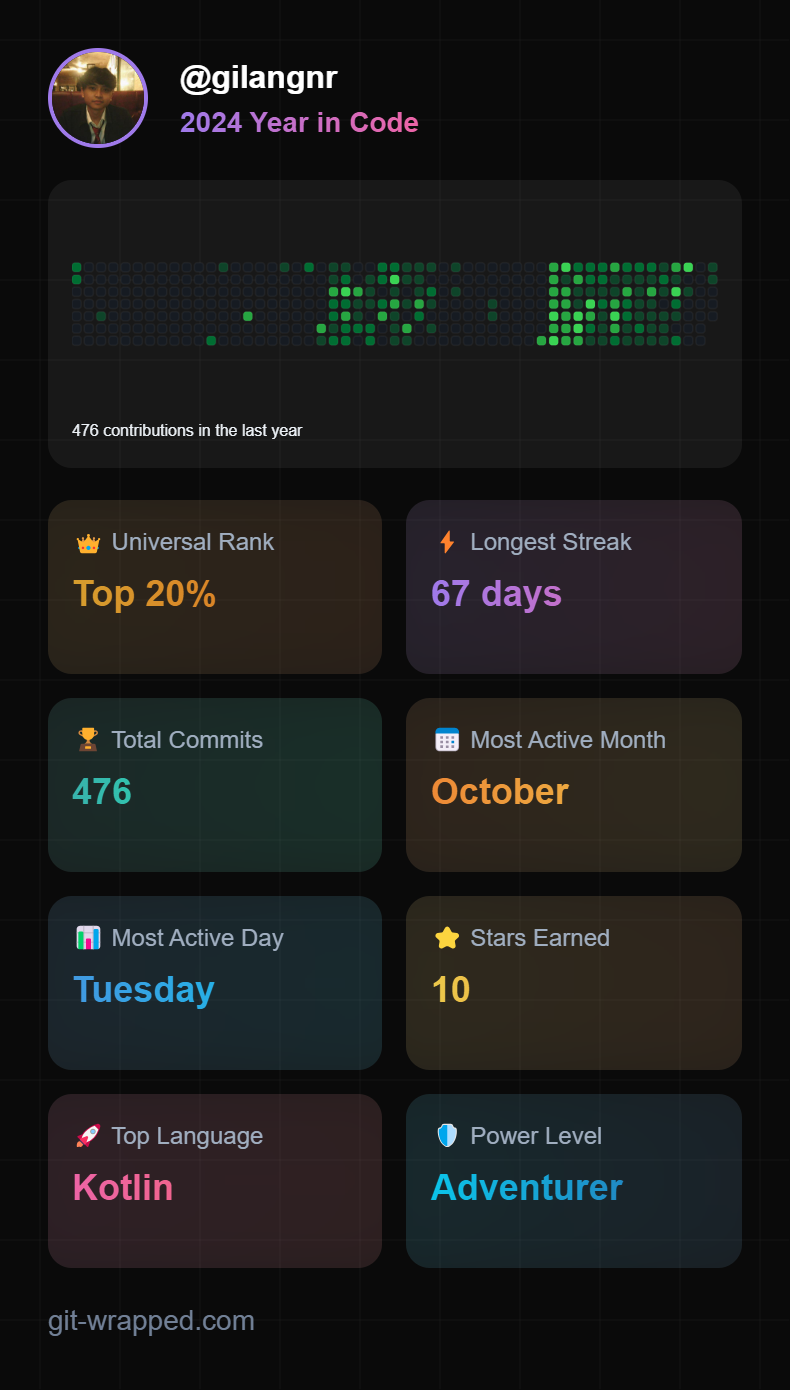 @gilangnr
2024 Year in Code
476 contributions in the last year
Universal Rank
Top 20%
Longest Streak
67 days
Total Commits
476
Most Active Month
October
Most Active Day
Tuesday
Stars Earned
10
Top Language
Kotlin
Power Level
Adventurer
git-wrapped.com